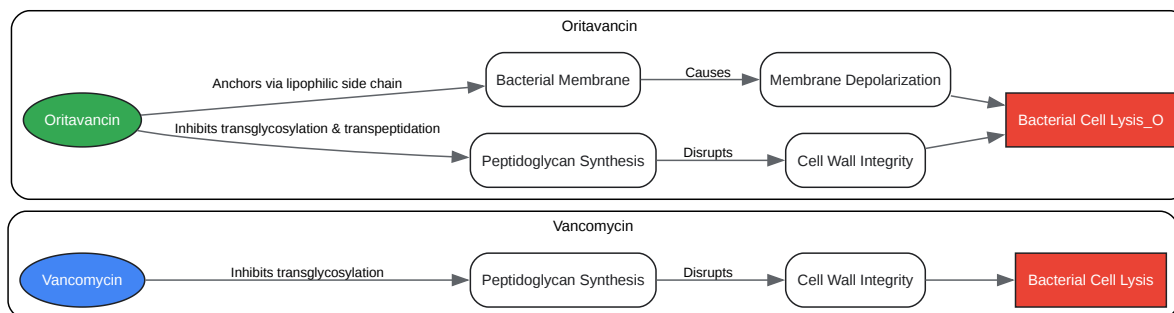 Oritavancin
Anchors via lipophilic side chain
Bacterial Membrane
Causes
Membrane Depolarization
Oritavancin
Bacterial Cell Lysis_O
Inhibits transglycosylation & transpeptidation
Peptidoglycan Synthesis
Disrupts
Cell Wall Integrity
Vancomycin
Vancomycin
Inhibits transglycosylation
Peptidoglycan Synthesis
Disrupts
Cell Wall Integrity
Bacterial Cell Lysis